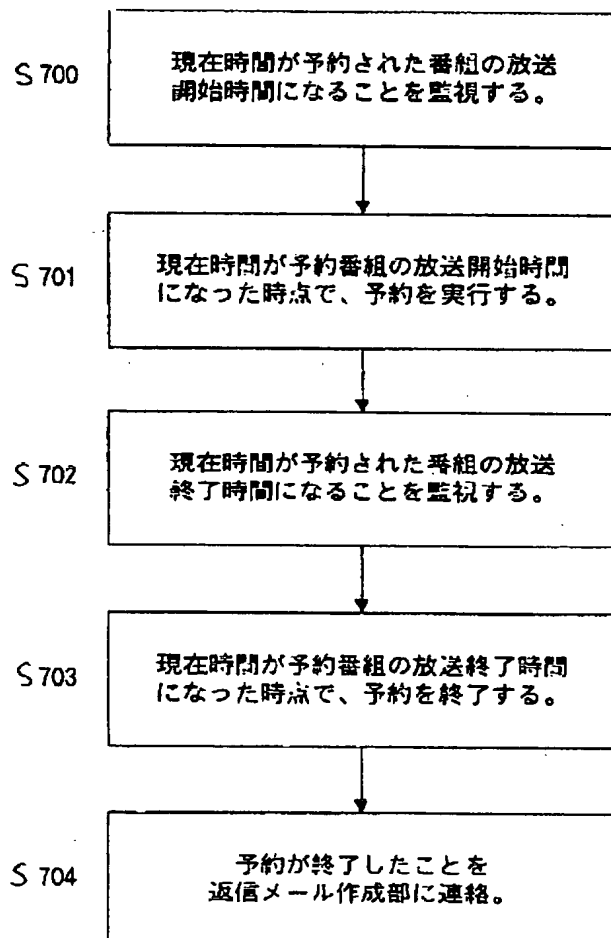 S 700
現在時間が予約された番組の放送
開始時間になることを監視する。
S 701
現在時間が予約番組の放送開始時間
になった時点で、予約を実行する。
S 702
現在時間が予約された番組の放送
終了時間になることを監視する。
S 703
現在時間が予約番組の放送終了時間
になった時点で、予約を終了する。
S 704
予約が終了したことを
返信メール作成部に連絡。